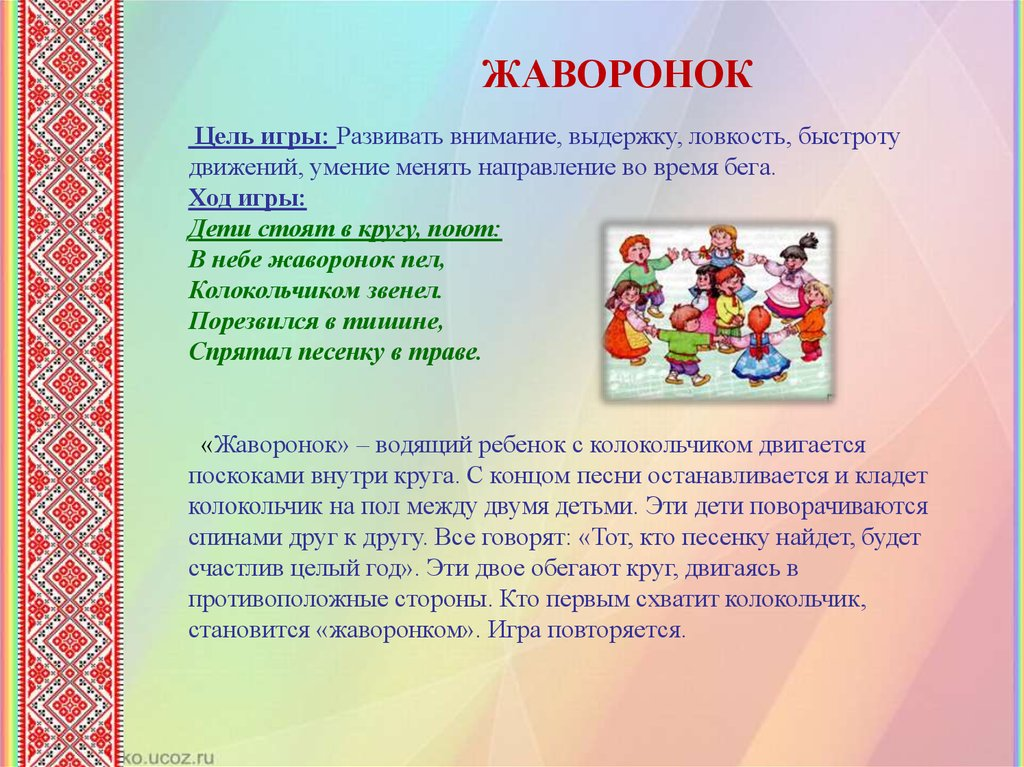 ЖАВОРОНОК
Цель игры: Развивать внимание, выдержку, ловкость, быстроту
движений, умение менять направление во время бега.
Ход игры:
Дети стоят в кругу, поют:
В небе жаворонок пел,
Колокольчиком звенел.
Порезвился в тишине,
Спрятал песенку в траве.
«Жаворонок» – водящий ребенок с колокольчиком двигается
поскоками внутри круга. С концом песни останавливается и кладет
колокольчик на пол между двумя детьми. Эти дети поворачиваются
спинами друг к другу. Все говорят: «Тот, кто песенку найдет, будет
счастлив целый год». Эти двое обегают круг, двигаясь в
противоположные стороны. Кто первым схватит колокольчик,
становится «жаворонком». Игра повторяется.
ko.ucoz.ru